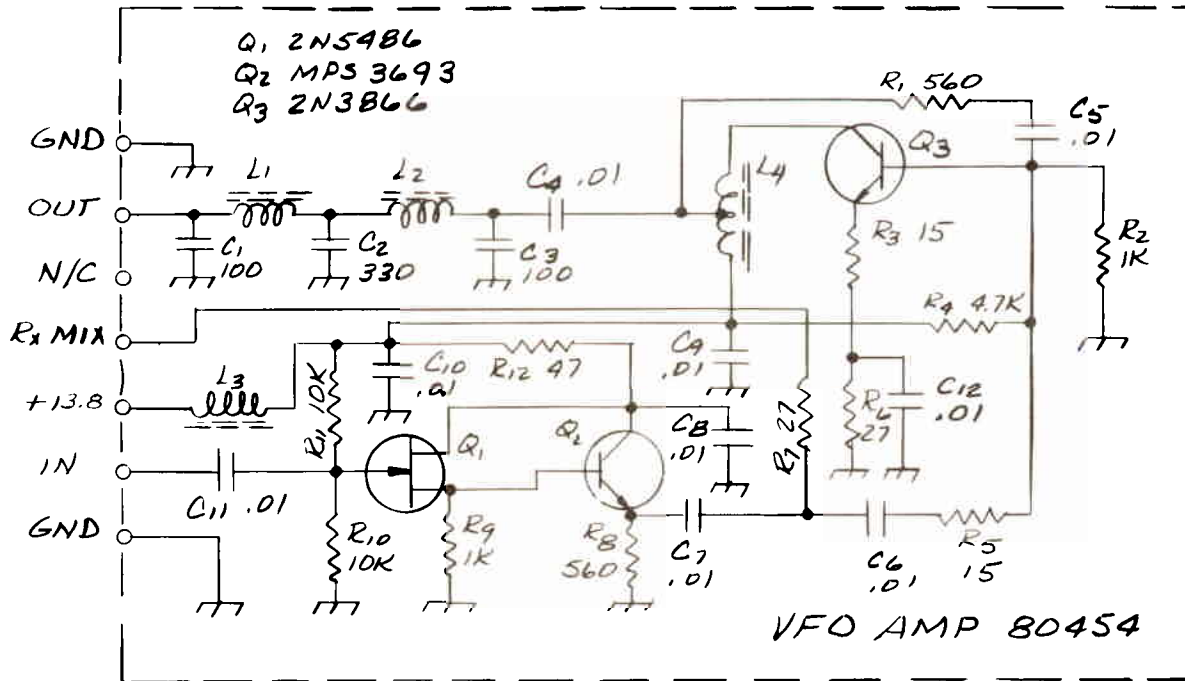 Q1 2N5486
Q2 MPS 3693
Q3 2N3866
R1 560
C5
.01
GND
Q3
L1
L2
C4 .01
L4
OUT
R3 15
R2
1K
C1
100
C2
330
C3
100
N/C
R4 4.7K
RX MIX
C9
.01
C10
.01
R12 47
L3
R11 10K
C12
.01
R6
27
+13.8
Q1
Q2
C8
.01
R7 27
IN
C11 .01
GND
R10
10K
R9
1K
R8
560
C7
.01
C6
.01
R5
15
VFO AMP 80454